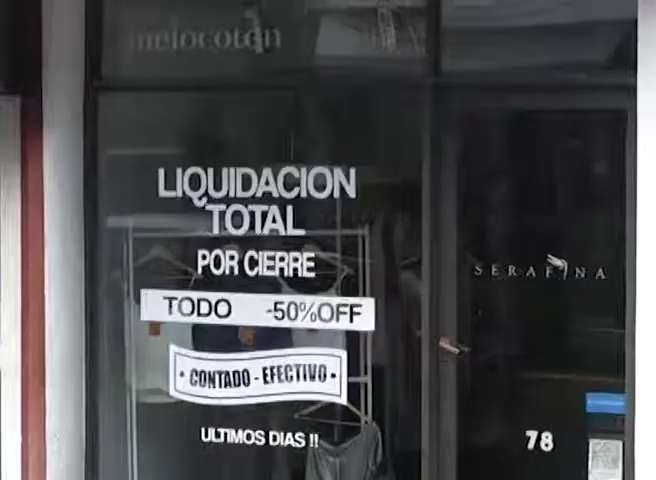 melocoton
LIQUIDACION
TOTAL
POR CIERRE
TODO -50%OFF
CONTADO - EFECTIVO
ULTIMOS DIAS !!
SERAFINA
78